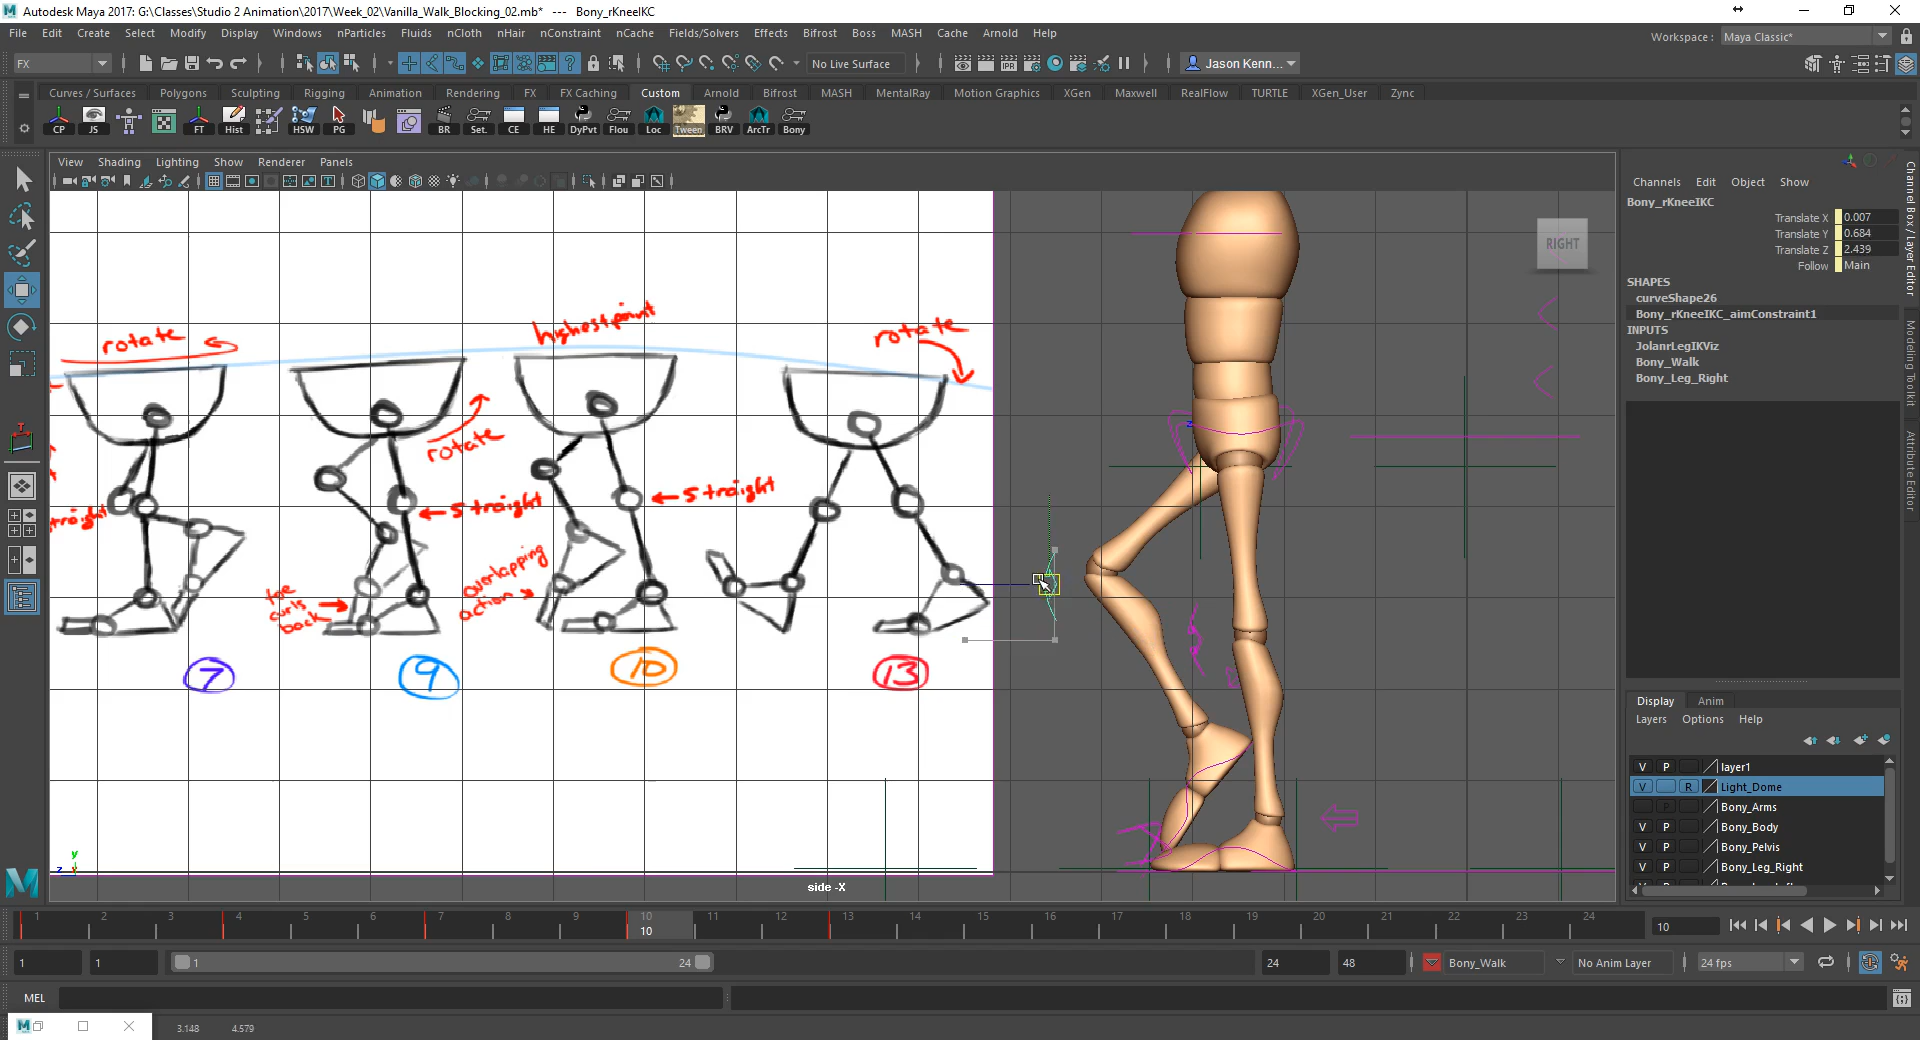 Autodesk Maya 2017: G:\Classes\Studio 2 Animation\2017\Week_02\Vanilla_Walk_Blocking_02.mb* --- Bony_rKneeIKC
File Edit Create Select Modify Display Windows nParticles Fluids nCloth nHair nConstraint nCache Fields/Solvers Effects Bifrost Boss MASH Cache Arnold Help
Workspace : Maya Classic*
FX
No Live Surface
Jason Kenn...
Curves / Surfaces Polygons Sculpting Rigging Animation Rendering FX FX Caching Custom Arnold Bifrost MASH MentalRay Motion Graphics XGen Maxwell RealFlow TURTLE XGen_User Zync
CP JS FT Hist HSW PG BR Set. CE HE DyPvt Flou Loc Tween BRV ArcTr Bony
View Shading Lighting Show Renderer Panels
Channels Edit Object Show
Bony_rKneeIKC
Translate X 0.007
Translate Y 0.684
Translate Z 2.439
Follow Main
SHAPES
curveShape26
Bony_rKneeIKC_aimConstraint1
INPUTS
JolanrLegIKViz
Bony_Walk
Bony_Leg_Right
Channel Box / Layer Editor
Modeling Toolkit
Attribute Editor
RIGHT
rotate
highest point
rotate
rotate
straight
straight
toe
curls
back
overlapping
action
7
9
10
13
z
y
z
side -X
Display Anim
Layers Options Help
V P layer1
V R Light_Dome
P Bony_Arms
V P Bony_Body
V P Bony_Pelvis
V P Bony_Leg_Right
1 2 3 4 5 6 7 8 9 10 11 12 13 14 15 16 17 18 19 20 21 22 23 24
10
10
1 1 1 24 24 48 Bony_Walk No Anim Layer 24 fps
MEL
3.148 4.579